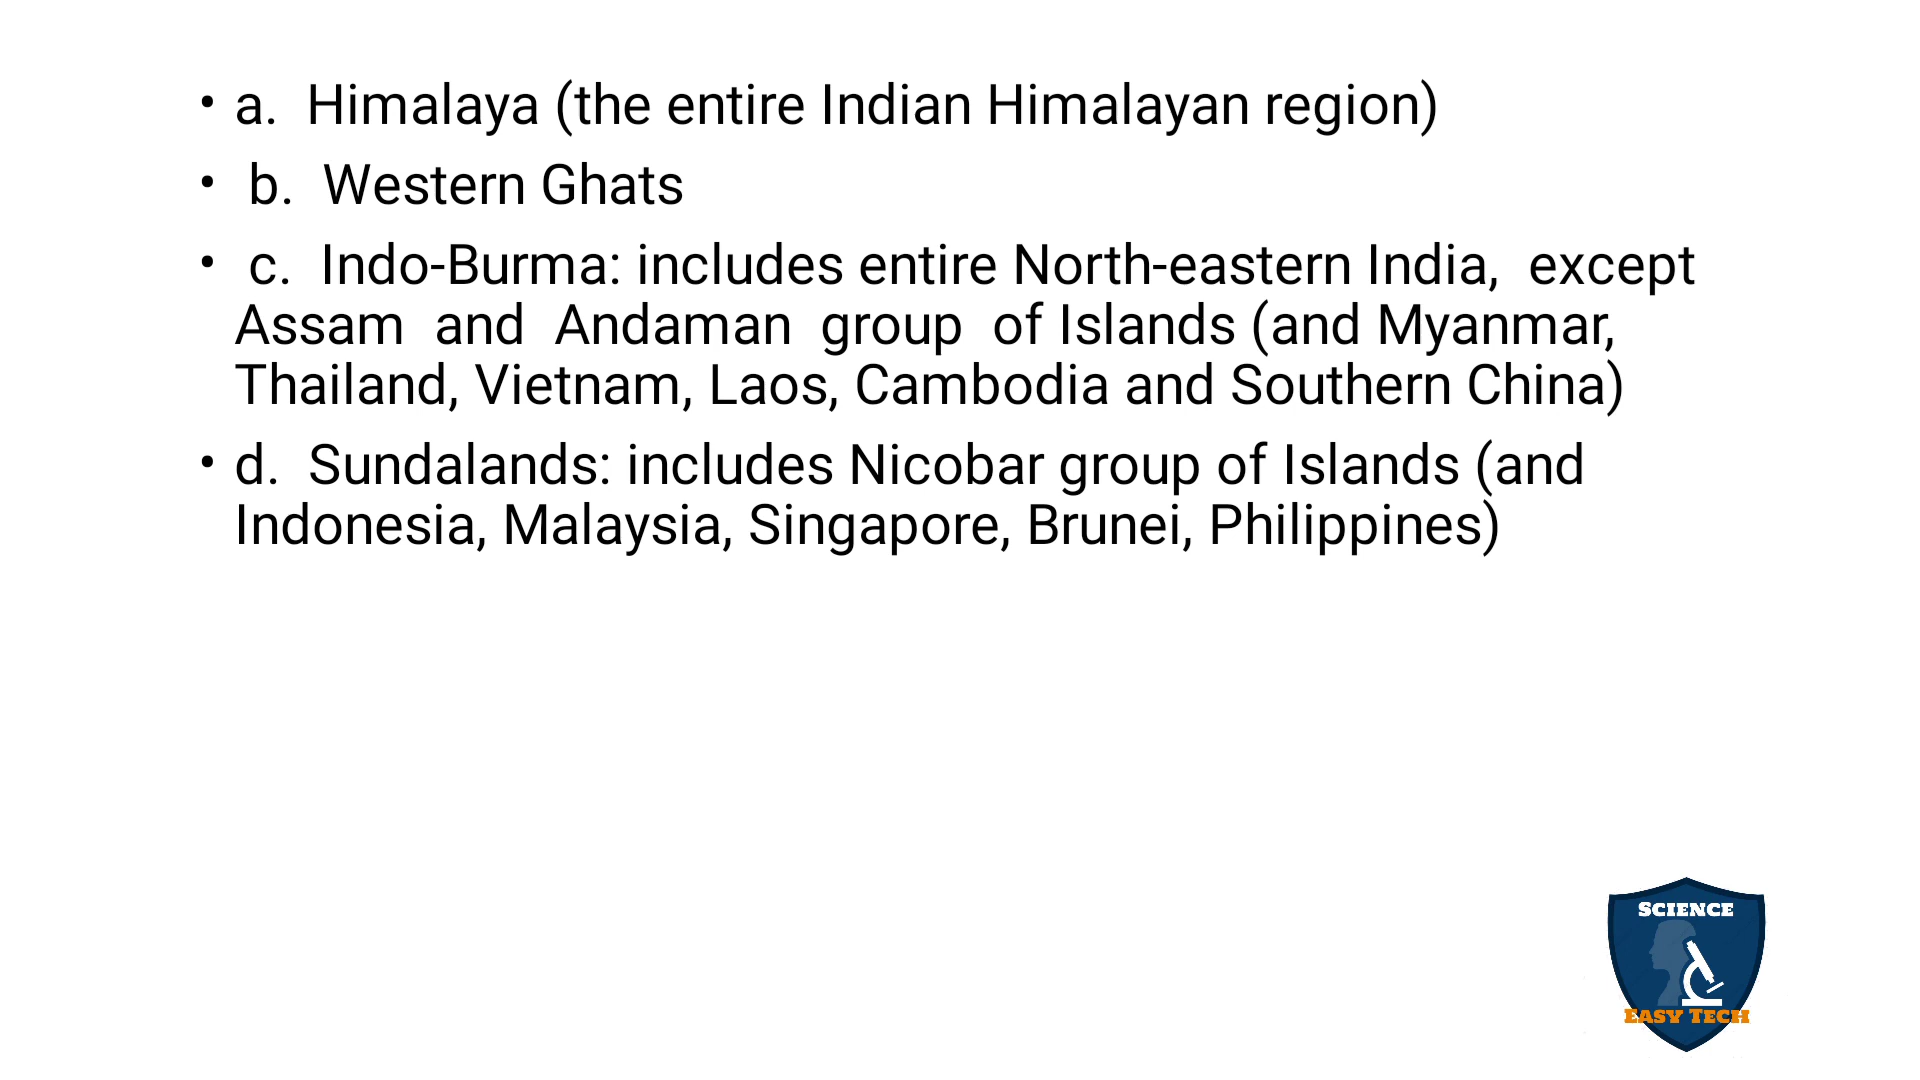 • a.  Himalaya (the entire Indian Himalayan region)
•  b.  Western Ghats
•  c.  Indo-Burma: includes entire North-eastern India,  except
Assam  and  Andaman  group  of Islands (and Myanmar,
Thailand, Vietnam, Laos, Cambodia and Southern China)
• d.  Sundalands: includes Nicobar group of Islands (and
Indonesia, Malaysia, Singapore, Brunei, Philippines)
SCIENCE
EASY TECH